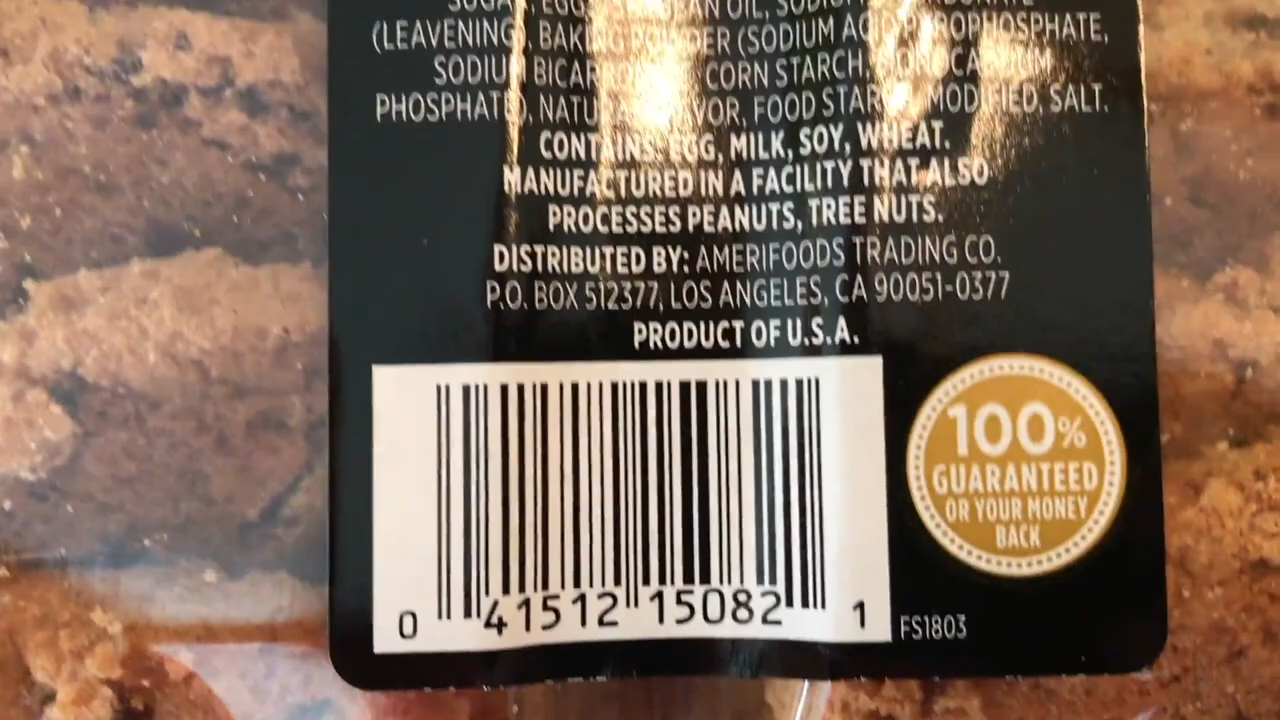 OIL,
(LEAVENING), BAKING POWDER (SODIUM ACID PYROPHOSPHATE,
SODIUM CORN STARCH,
PHOSPHATE), FOOD STARCH MODIFIED, SALT.
CONTAINS: EGG, MILK, SOY, WHEAT.
MANUFACTURED IN A FACILITY THAT ALSO
PROCESSES PEANUTS, TREE NUTS.
DISTRIBUTED BY: AMERIFOODS TRADING CO.
P.O. BOX 512377, LOS ANGELES, CA 90051-0377
PRODUCT OF U.S.A.
0 41512 15082 1
FS1803
100%
GUARANTEED
OR YOUR MONEY
BACK